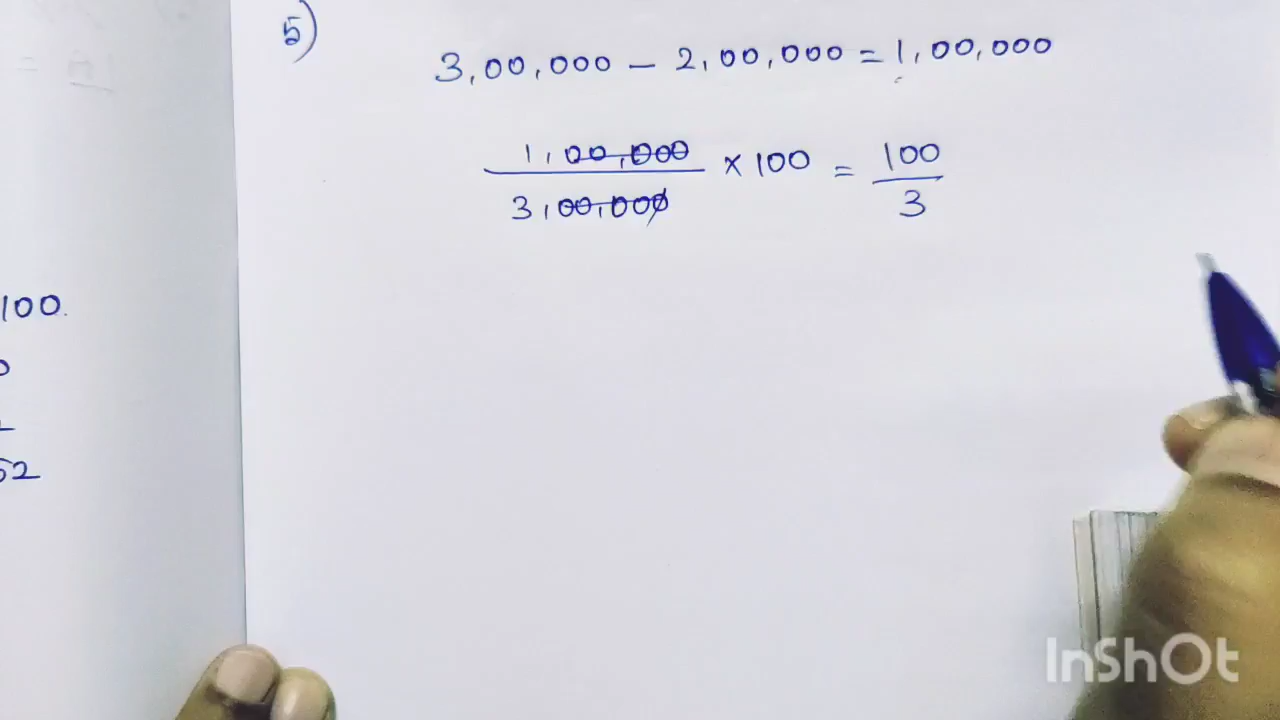 5)
3,00,000 - 2,00,000 = 1,00,000
1,00,000
3,00,000
× 100 =
100
3
100.
52
InShOt